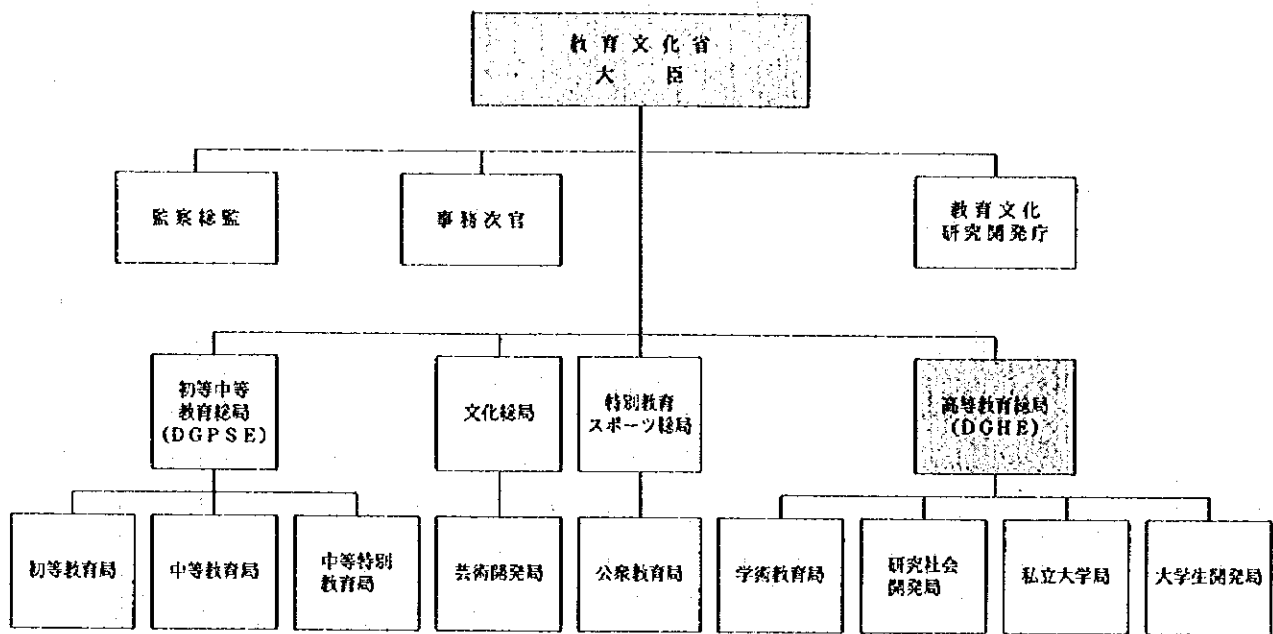 教育文化省
大臣
監察総監
事務次官
教育文化
研究開発庁
初等中等
教育総局
(DGPSE)
文化総局
特別教育
スポーツ総局
高等教育総局
(DGHE)
初等教育局
中等教育局
中等特別
教育局
芸術開発局
公衆教育局
学術教育局
研究社会
開発局
私立大学局
大学生開発局